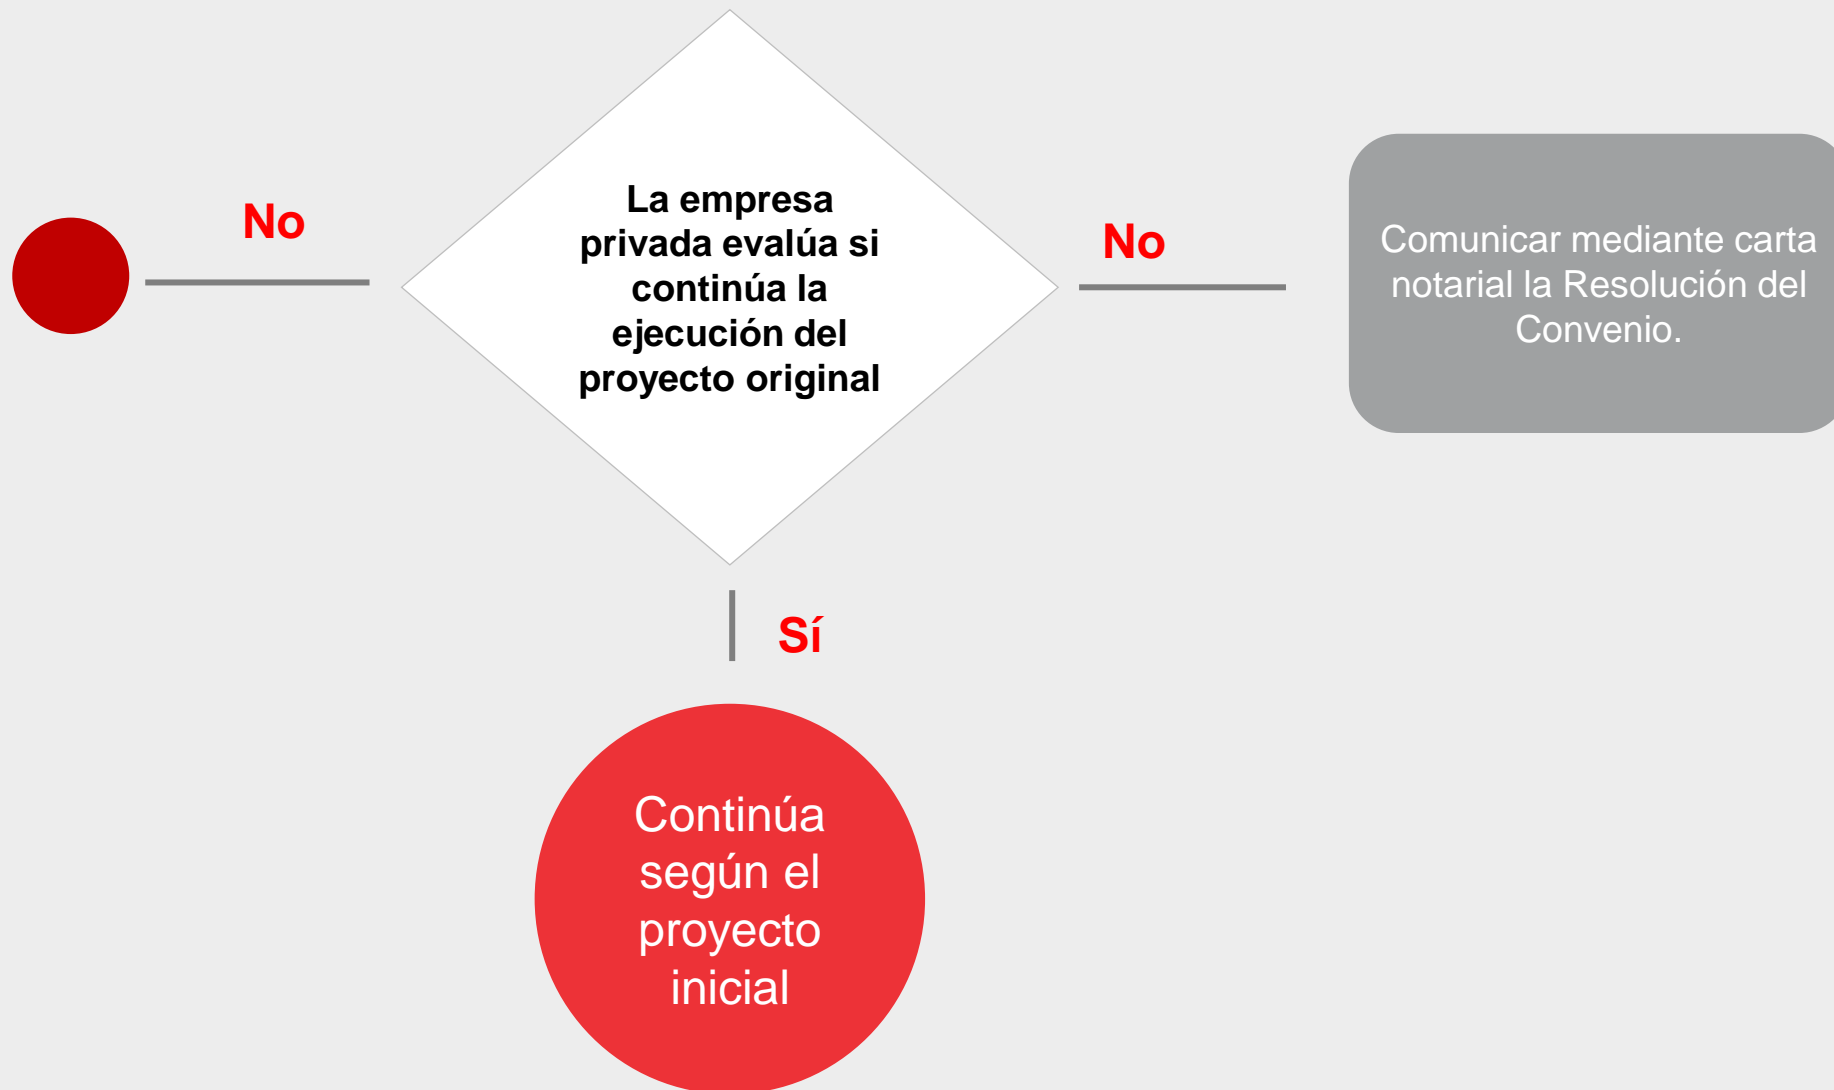 No
La empresa
privada evalúa si
continúa la
ejecución del
proyecto original
No
Comunicar mediante carta
notarial la Resolución del
Convenio.
Sí
Continúa
según el
proyecto
inicial